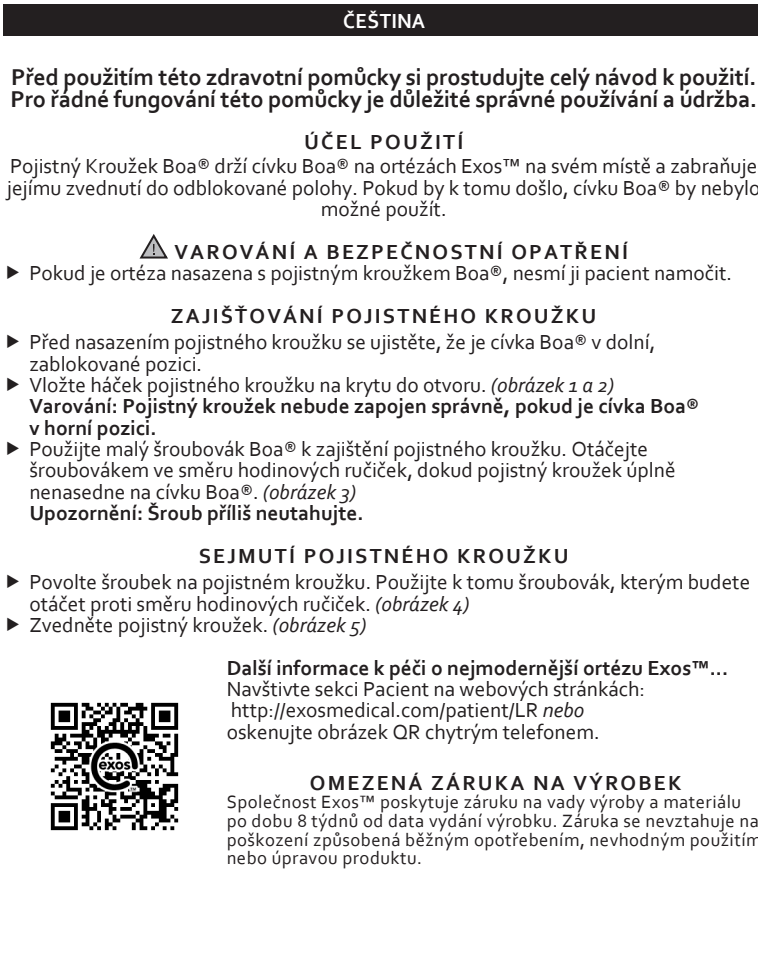 ČEŠTINA
Před použitím této zdravotní pomůcky si prostudujte celý návod k použití.
Pro řádné fungování této pomůcky je důležité správné používání a údržba.
ÚČEL POUŽITÍ
Pojistný Kroužek Boa® drží cívku Boa® na ortézách Exos™ na svém místě a zabraňuje
jejímu zvednutí do odblokované polohy. Pokud by k tomu došlo, cívku Boa® by nebylo
možné použít.
⚠ VAROVÁNÍ A BEZPEČNOSTNÍ OPATŘENÍ
▶ Pokud je ortéza nasazena s pojistným kroužkem Boa®, nesmí ji pacient namočit.
ZAJIŠŤOVÁNÍ POJISTNÉHO KROUŽKU
▶ Před nasazením pojistného kroužku se ujistěte, že je cívka Boa® v dolní,
zablokované pozici.
▶ Vložte háček pojistného kroužku na krytu do otvoru. (obrázek 1 a 2)
Varování: Pojistný kroužek nebude zapojen správně, pokud je cívka Boa®
v horní pozici.
▶ Použijte malý šroubovák Boa® k zajištění pojistného kroužku. Otáčejte
šroubovákem ve směru hodinových ručiček, dokud pojistný kroužek úplně
nenasedne na cívku Boa®. (obrázek 3)
Upozornění: Šroub příliš neutahujte.
SEJMUTÍ POJISTNÉHO KROUŽKU
▶ Povolte šroubek na pojistném kroužku. Použijte k tomu šroubovák, kterým budete
otáčet proti směru hodinových ručiček. (obrázek 4)
▶ Zvedněte pojistný kroužek. (obrázek 5)
Další informace k péči o nejmodernější ortézu Exos™...
Navštivte sekci Pacient na webových stránkách:
http://exosmedical.com/patient/LR nebo
oskenujte obrázek QR chytrým telefonem.
exos
OMEZENÁ ZÁRUKA NA VÝROBEK
Společnost Exos™ poskytuje záruku na vady výroby a materiálu
po dobu 8 týdnů od data vydání výrobku. Záruka se nevztahuje na
poškození způsobená běžným opotřebením, nevhodným použitím
nebo úpravou produktu.